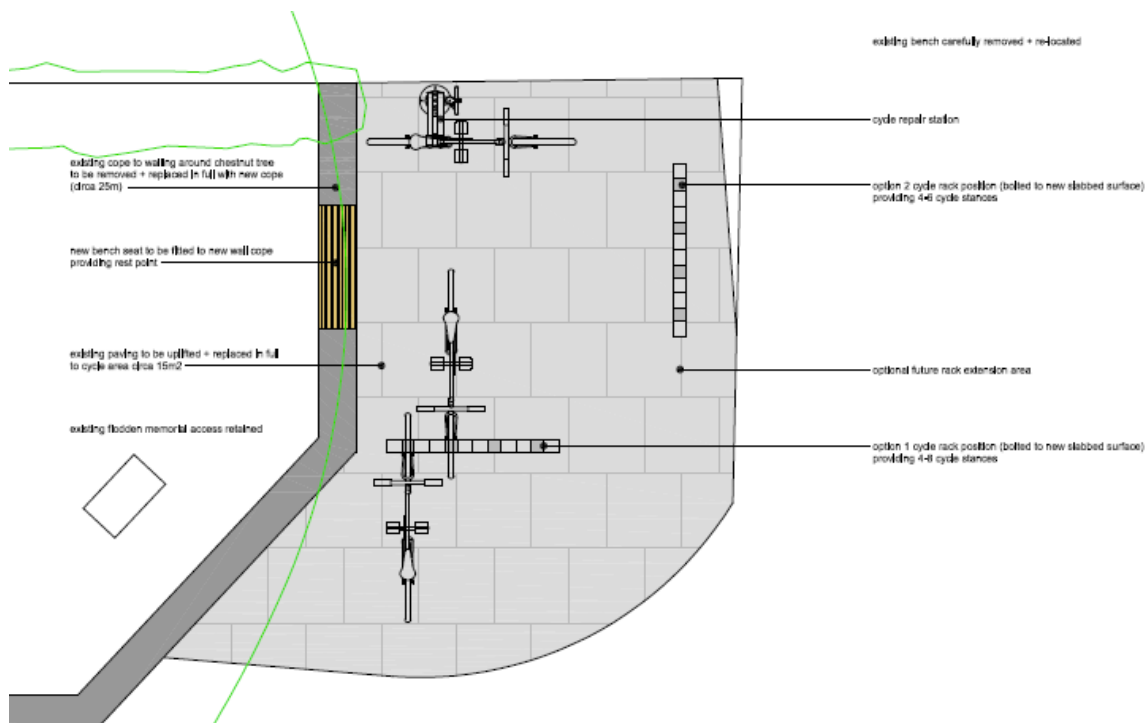 existing bench carefully removed + re-located
cycle repair station
existing cope to walling around chestnut tree
to be removed + replaced in full with new cope
(circa 25m)
option 2 cycle rack position (bolted to new slabbed surface)
providing 4-6 cycle stances
new bench seat to be fitted to new wall cope
providing rest point
existing paving to be uplifted + replaced in full
to cycle area circa 15m2
optional future rack extension area
existing flodden memorial access retained
option 1 cycle rack position (bolted to new slabbed surface)
providing 4-8 cycle stances